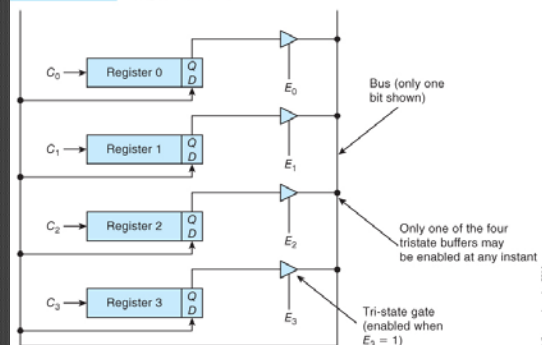 C0 Register 0 Q
D
E0
Bus (only one
bit shown)
C1 Register 1 Q
D
E1
C2 Register 2 Q
D
E2
Only one of the four
tristate buffers may
be enabled at any instant
C3 Register 3 Q
D
E3
Tri-state gate
(enabled when
E3 = 1)